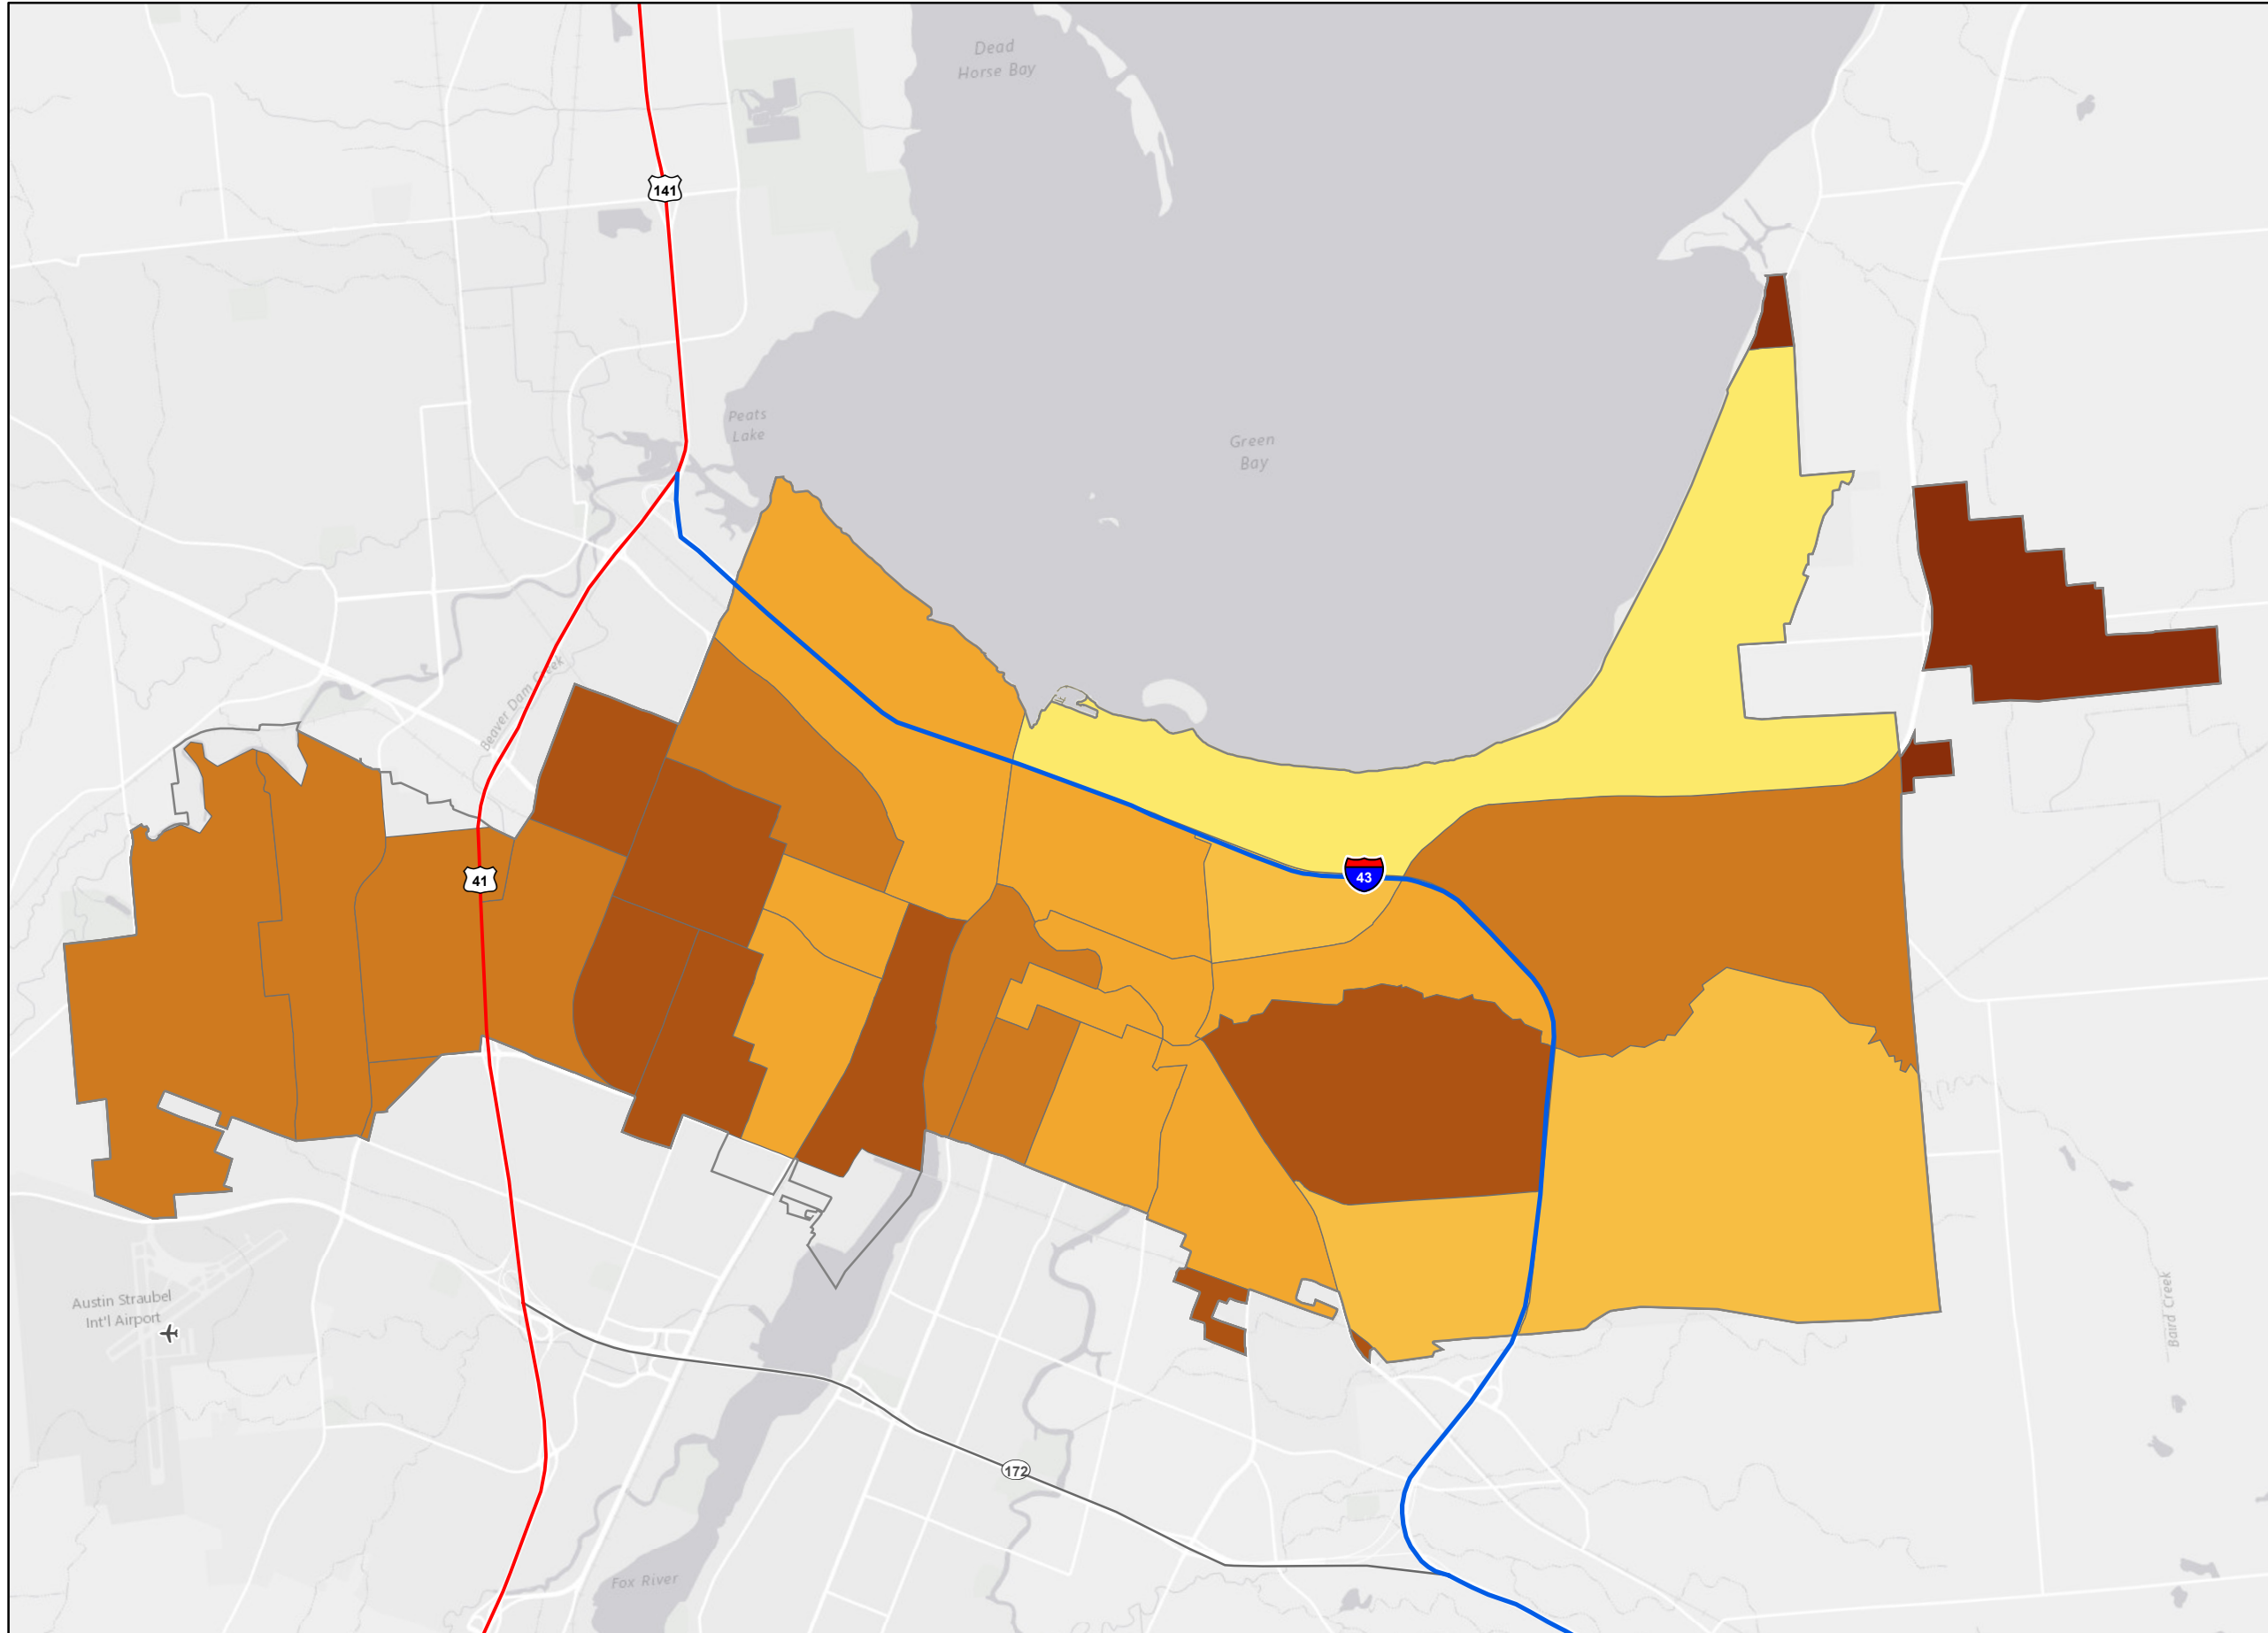 Dead
Horse Bay
141
Peats
Lake
Green
Bay
Beaver Dam Creek
41
43
Austin Straubel
Int'l Airport
Baird Creek
172
Fox River